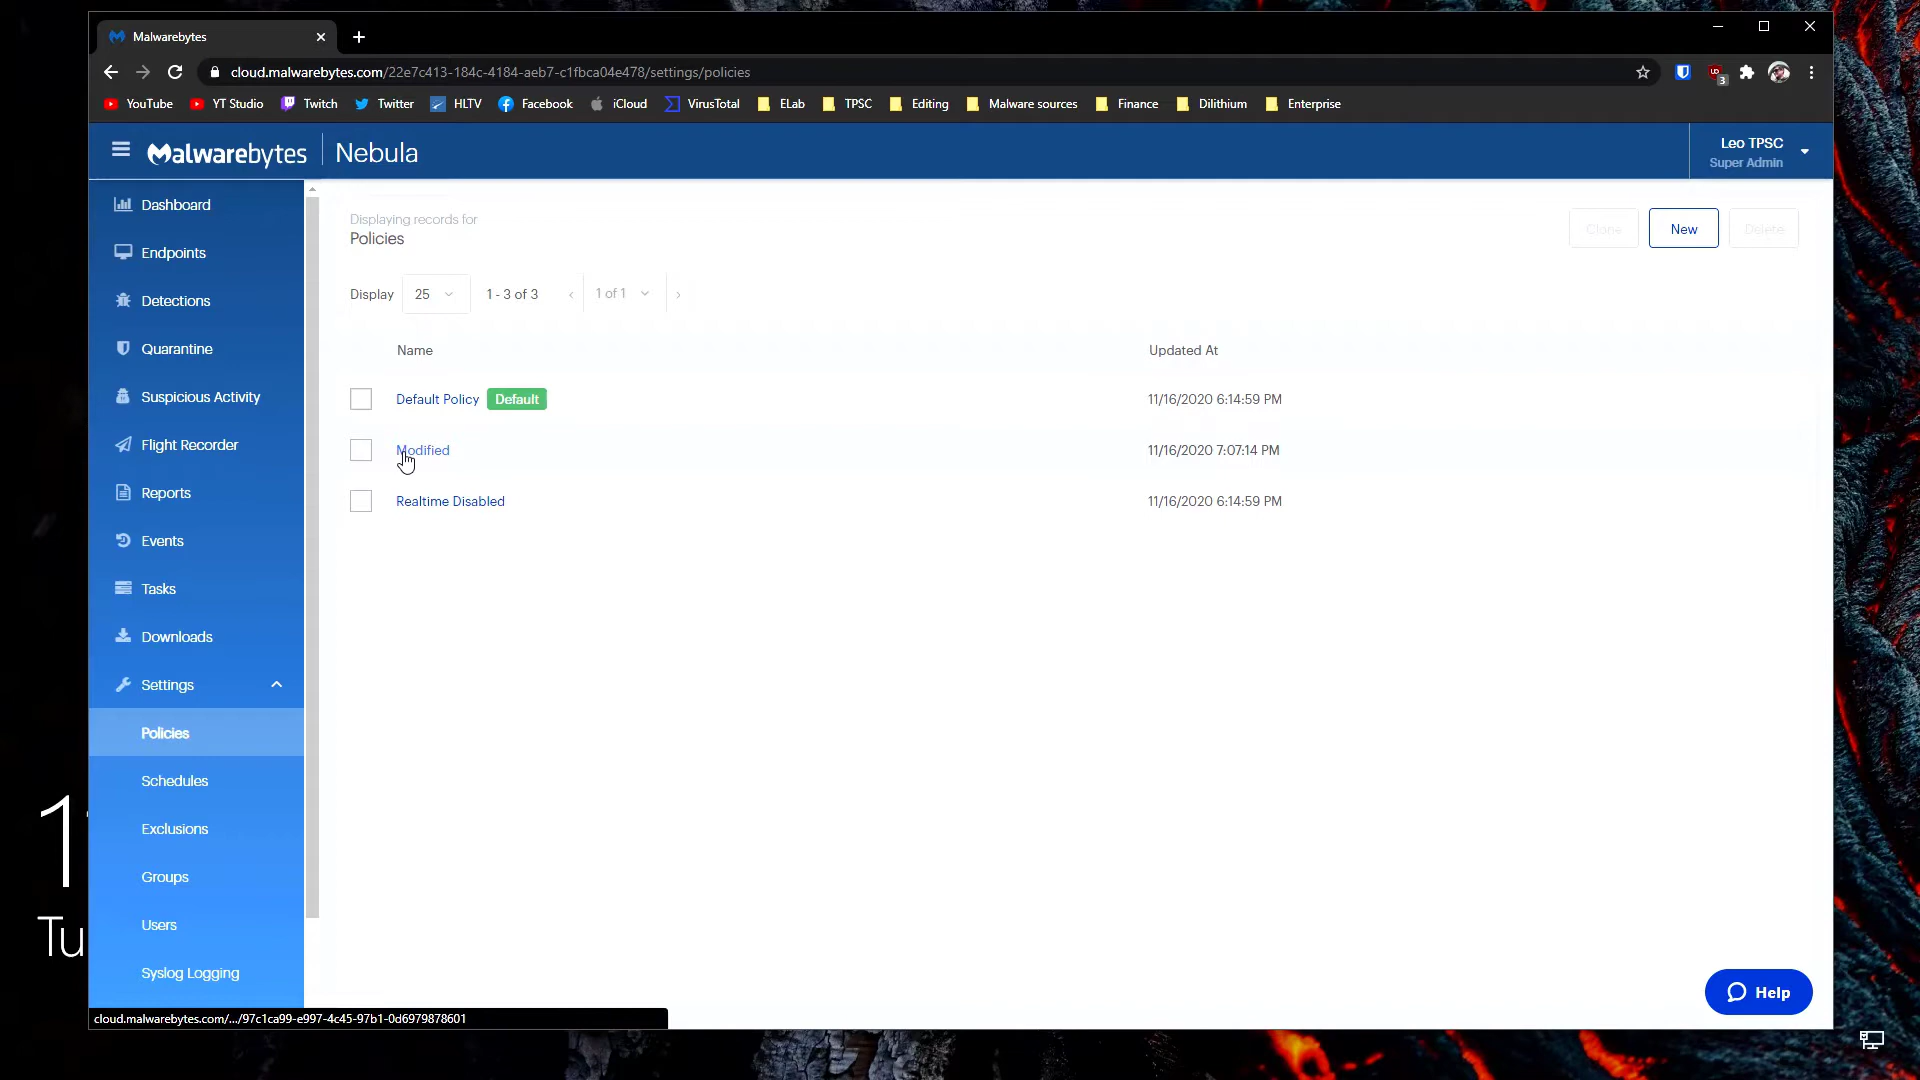 Malwarebytes
cloud.malwarebytes.com/22e7c413-184c-4184-aeb7-c1fbca04e478/settings/policies
3
YouTube YT Studio Twitch Twitter HLTV Facebook iCloud VirusTotal ELab TPSC Editing Malware sources Finance Dilithium Enterprise
Malwarebytes Nebula
Leo TPSC
Super Admin
Dashboard
Endpoints
Detections
Quarantine
Suspicious Activity
Flight Recorder
Reports
Events
Tasks
Downloads
Settings
Policies
Schedules
Exclusions
Groups
Users
Syslog Logging
Displaying records for
Policies
Clone New Delete
Display 25 1 - 3 of 3 1 of 1
Name Updated At
Default Policy Default 11/16/2020 6:14:59 PM
Modified 11/16/2020 7:07:14 PM
Realtime Disabled 11/16/2020 6:14:59 PM
Help
cloud.malwarebytes.com/.../97c1ca99-e997-4c45-97b1-0d6979878601
Tu